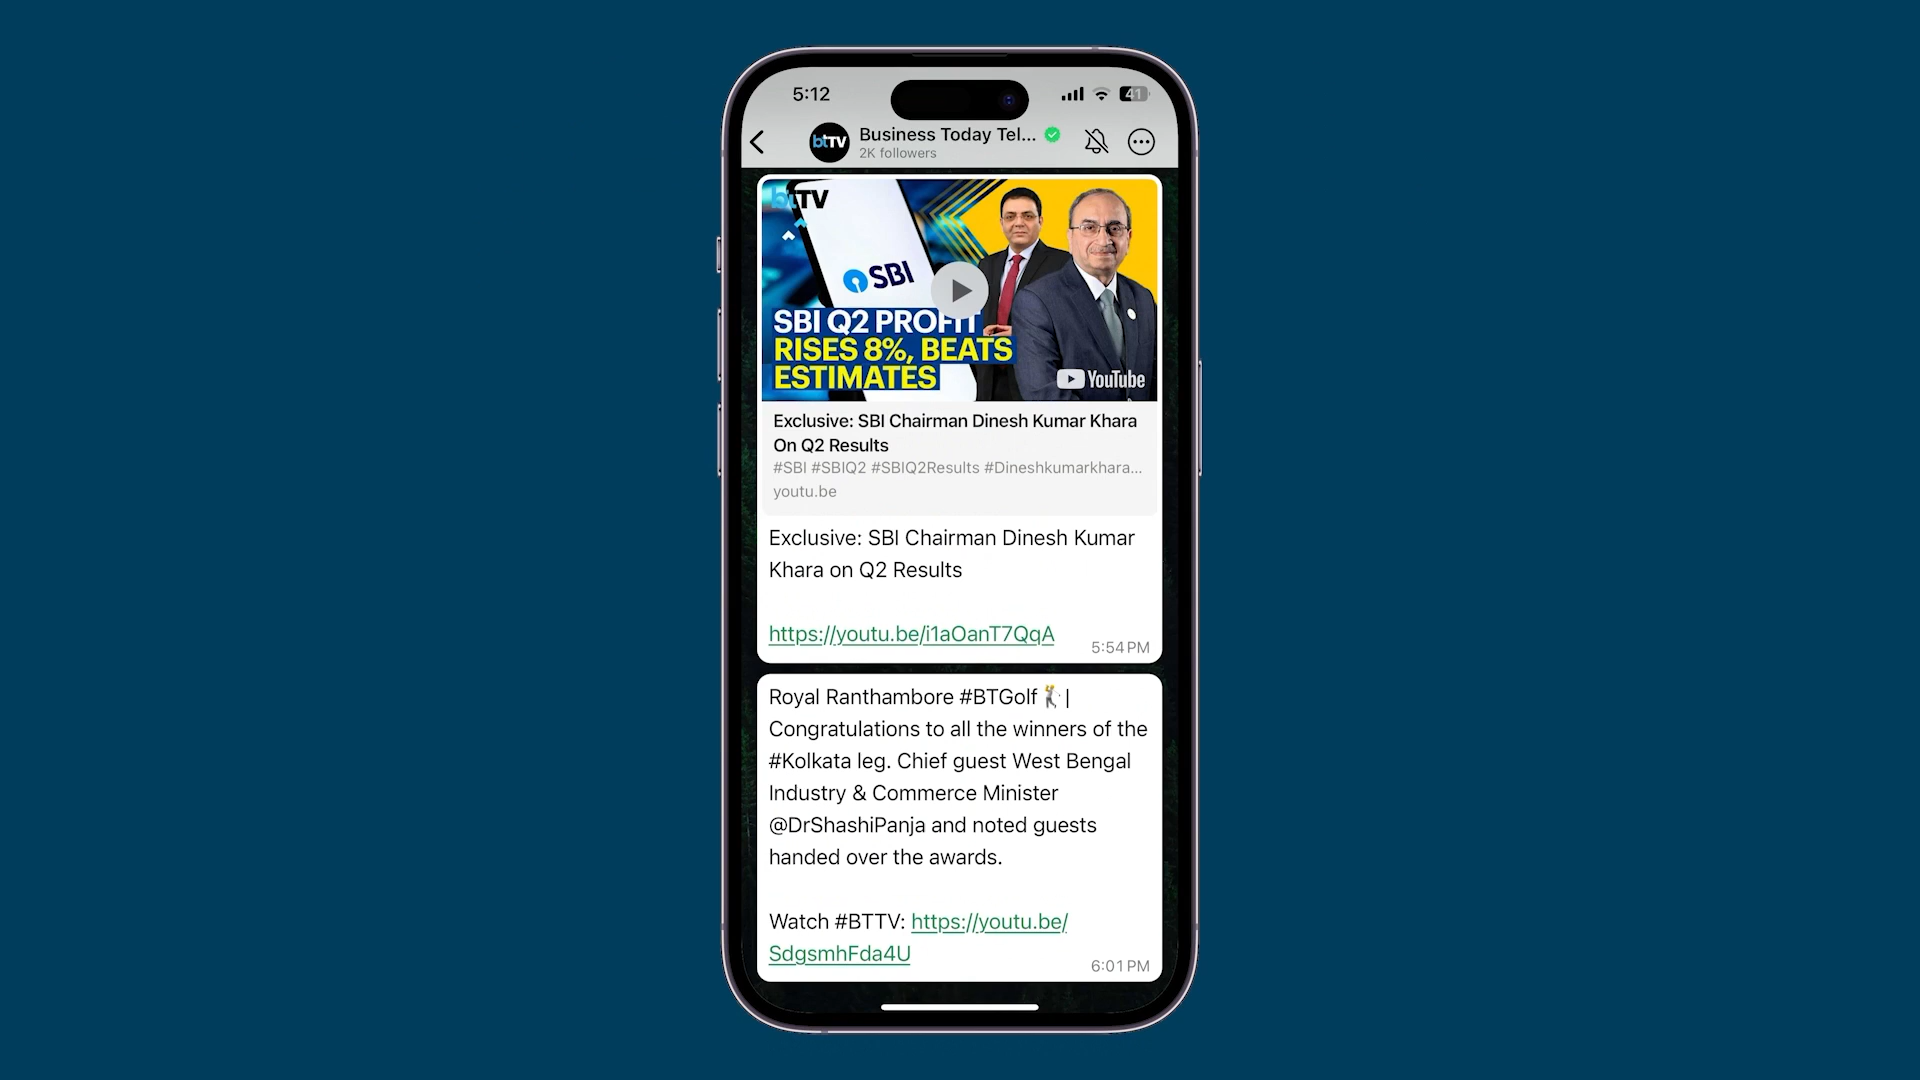 5:12
41
btTV
Business Today Tel...
2K followers
btTV
SBI
SBI Q2 PROFIT
RISES 8%, BEATS
ESTIMATES
YouTube
Exclusive: SBI Chairman Dinesh Kumar Khara
On Q2 Results
#SBI #SBIQ2 #SBIQ2Results #Dineshkumarkhara...
youtu.be
Exclusive: SBI Chairman Dinesh Kumar
Khara on Q2 Results
https://youtu.be/i1aOanT7QqA
5:54 PM
Royal Ranthambore #BTGolf🏌|
Congratulations to all the winners of the
#Kolkata leg. Chief guest West Bengal
Industry & Commerce Minister
@DrShashiPanja and noted guests
handed over the awards.
Watch #BTTV: https://youtu.be/
SdgsmhFda4U
6:01 PM